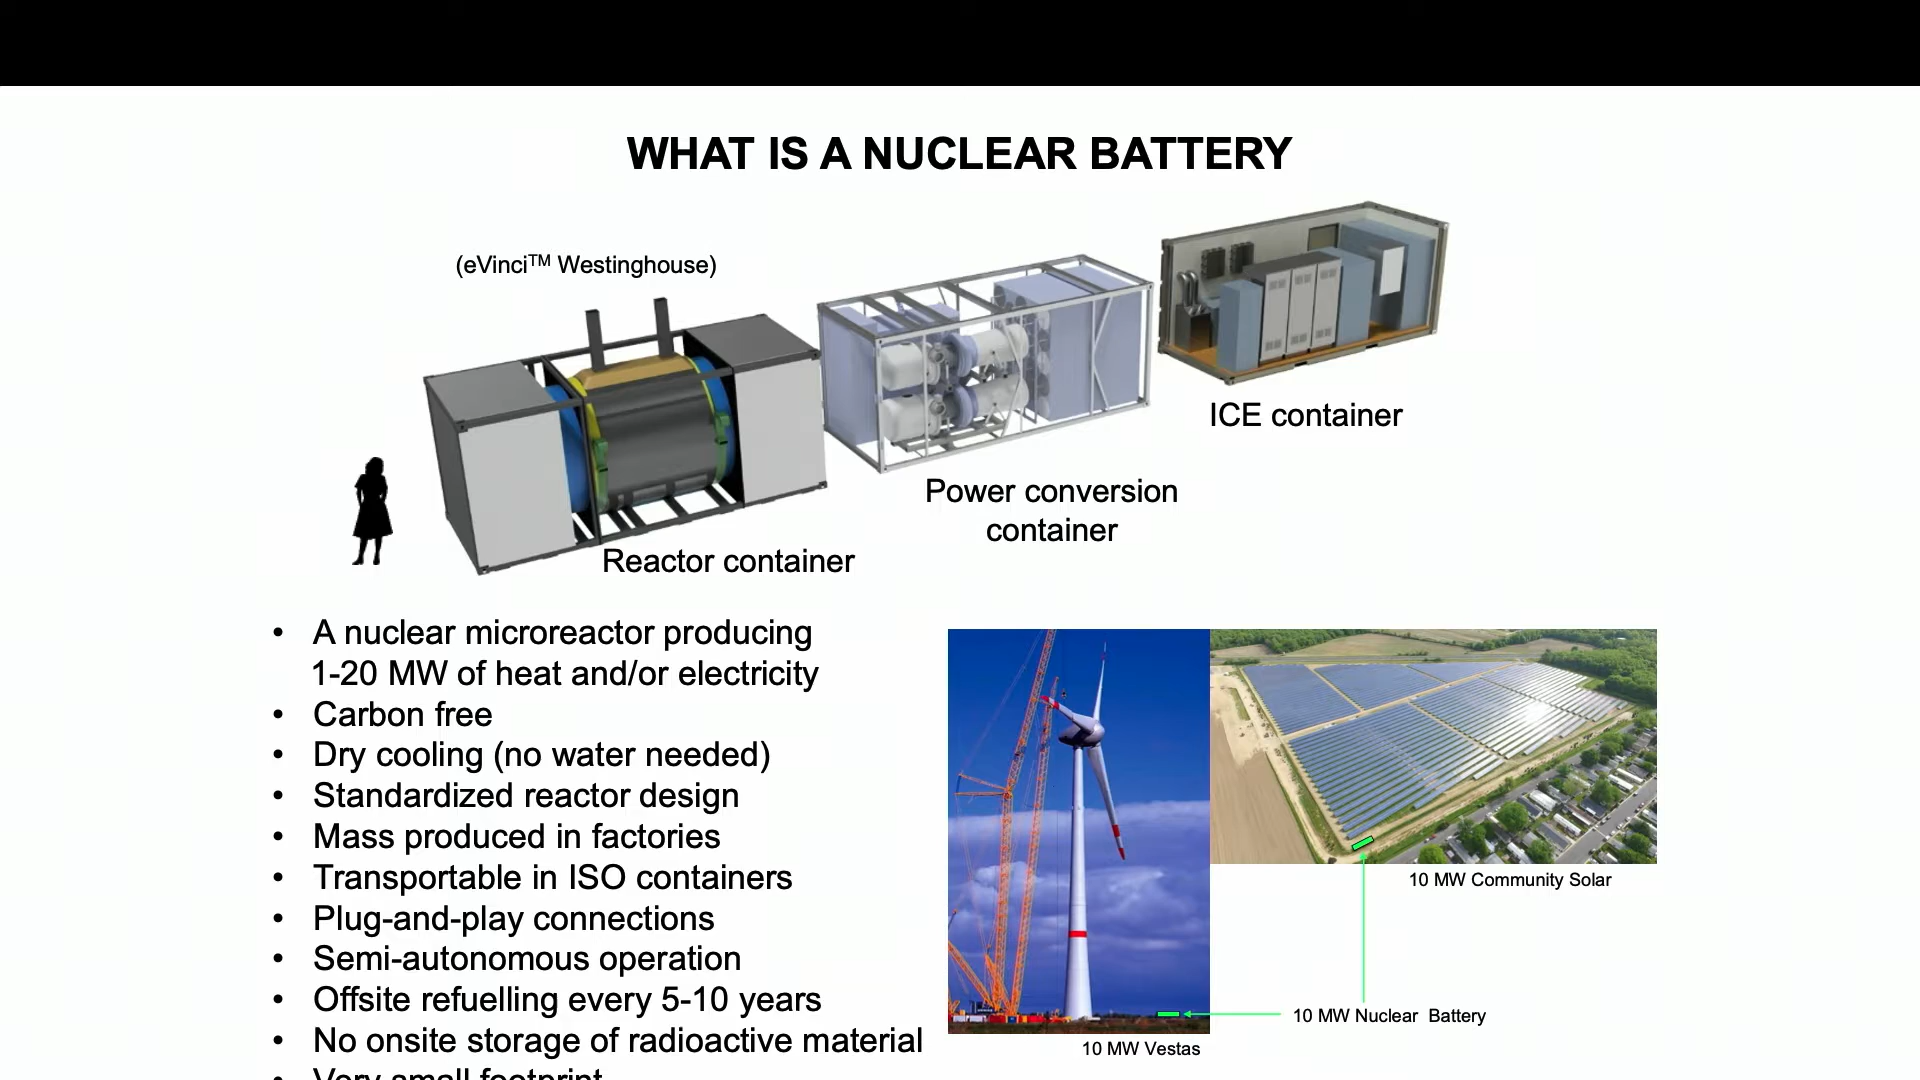 WHAT IS A NUCLEAR BATTERY
(eVinci™ Westinghouse)
ICE container
Power conversion
container
Reactor container
• A nuclear microreactor producing
1-20 MW of heat and/or electricity
• Carbon free
• Dry cooling (no water needed)
• Standardized reactor design
• Mass produced in factories
• Transportable in ISO containers
• Plug-and-play connections
• Semi-autonomous operation
• Offsite refuelling every 5-10 years
• No onsite storage of radioactive material
• Very small footprint
10 MW Community Solar
10 MW Nuclear Battery
10 MW Vestas